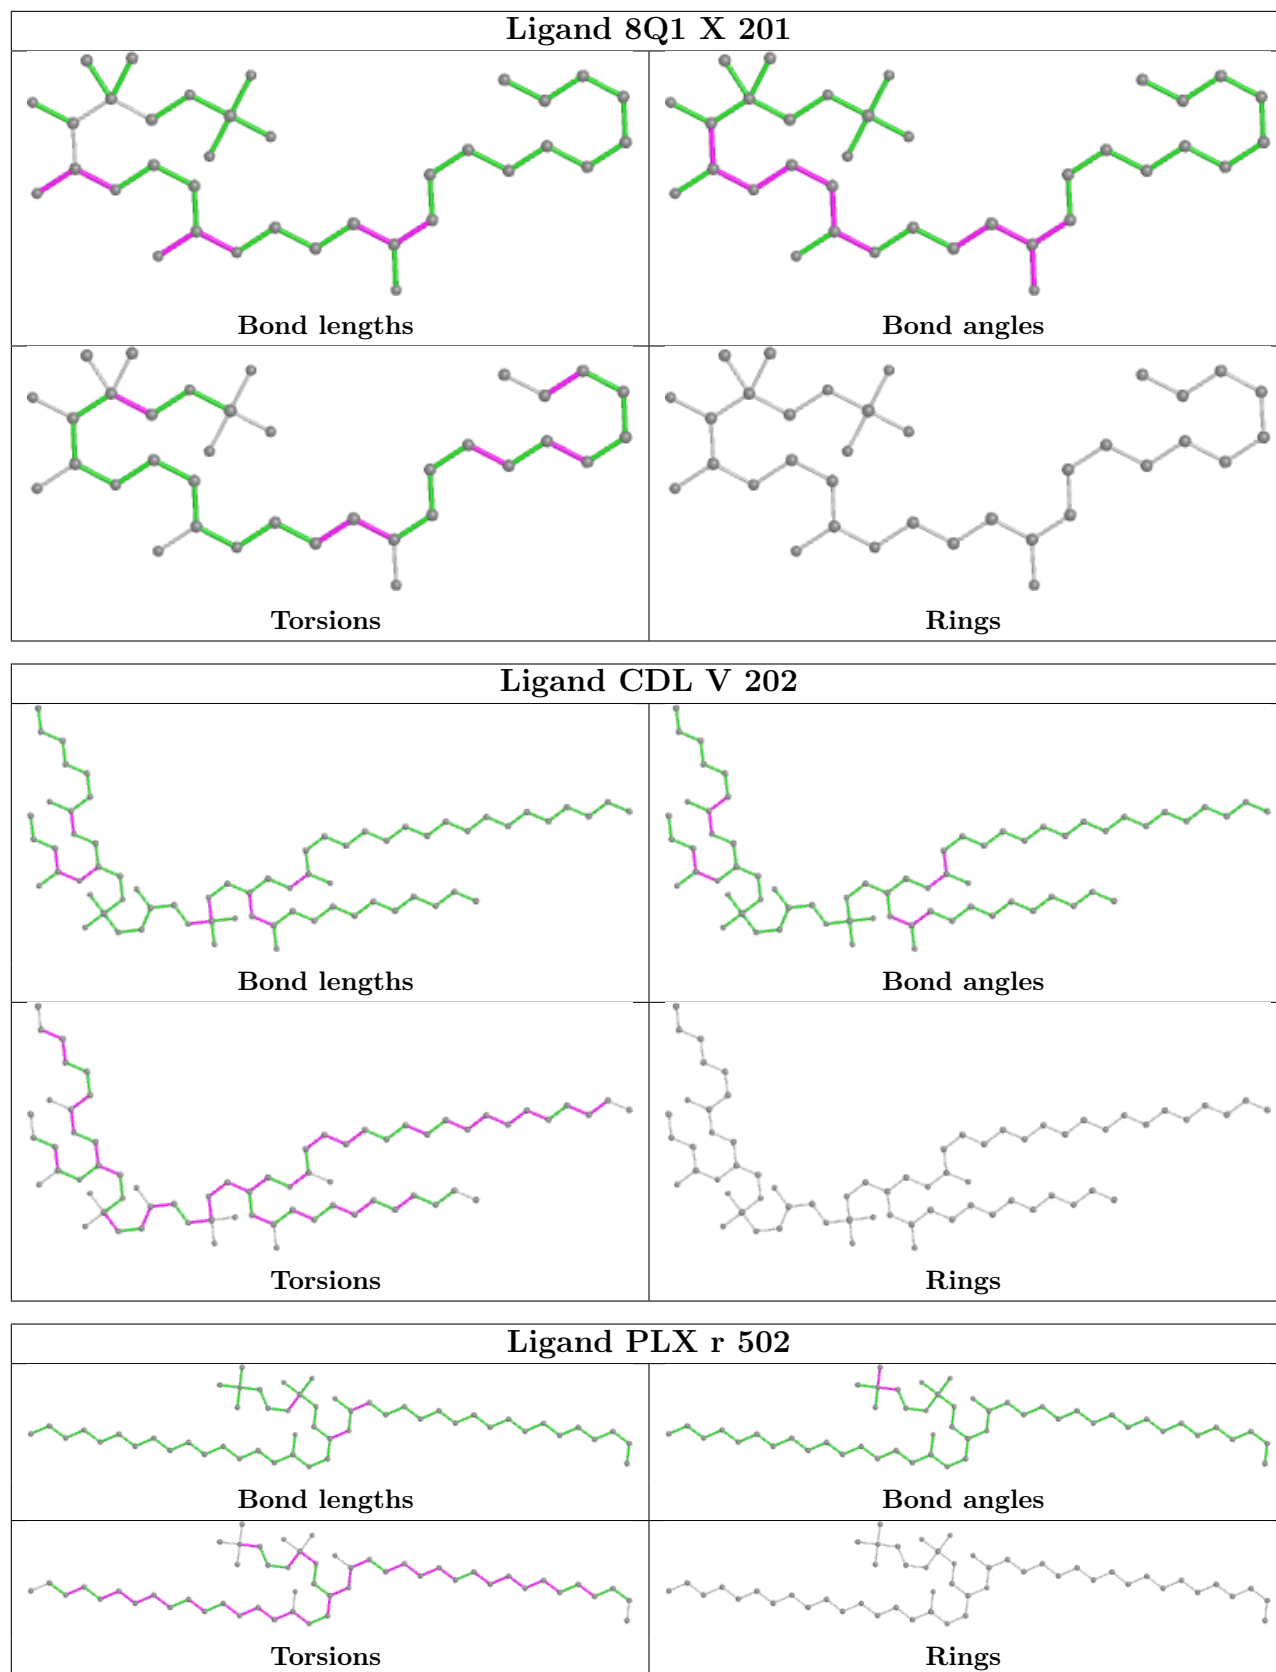 Ligand 8Q1 X 201
Bond lengths
Bond angles
Torsions
Rings
Ligand CDL V 202
Bond lengths
Bond angles
Torsions
Rings
Ligand PLX r 502
Bond lengths
Bond angles
Torsions
Rings